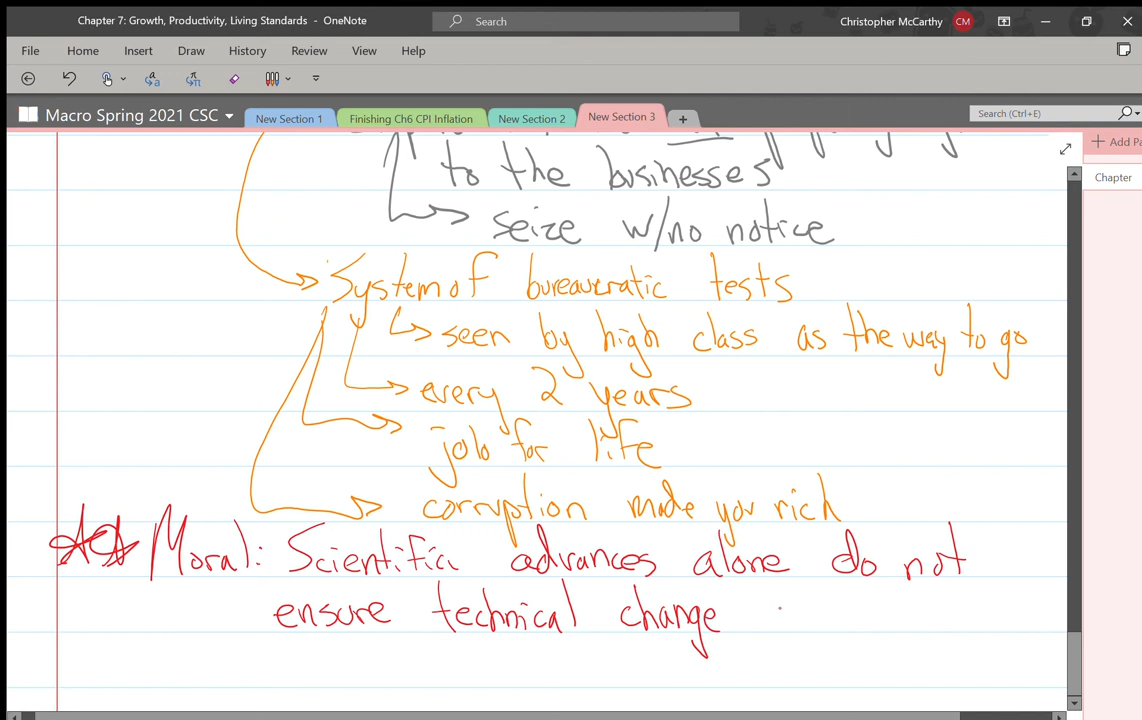 Chapter 7: Growth, Productivity, Living Standards - OneNote
Search
Christopher McCarthy CM
File Home Insert Draw History Review View Help
Macro Spring 2021 CSC
New Section 1 Finishing Ch6 CPI Inflation New Section 2 New Section 3
Search (Ctrl+E)
Add Pa
Chapter
to the businesses
seize w/no notice
System of bureaucratic tests
seen by high class as the way to go
every 2 years
job for life
corruption made you rich
Moral: Scientific advances alone do not
ensure technical change